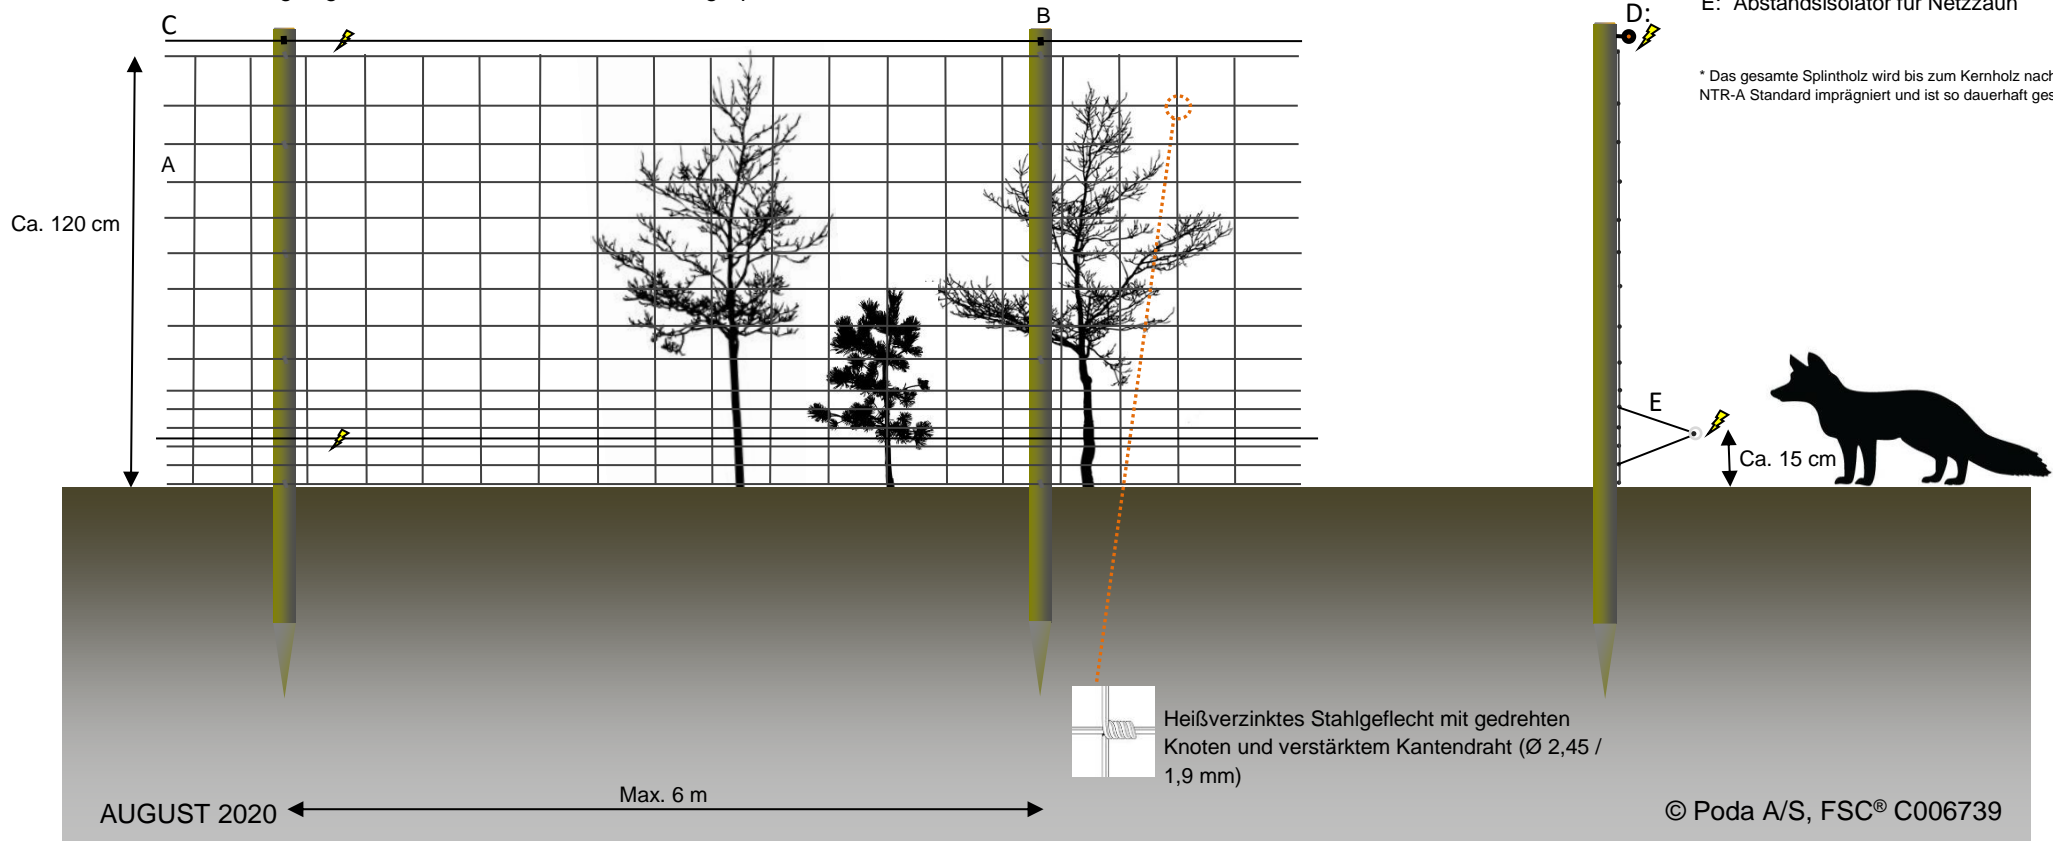 E: Abstandsisolator für Netzzaun
B
D:
C
* Das gesamte Splintholz wird bis zum Kernholz nach
NTR-A Standard imprägniert und ist so dauerhaft
A
Ca. 120 cm
E
Ca. 15 cm
Heißverzinktes Stahlgeflecht mit gedrehten
Knoten und verstärktem Kantendraht (Ø 2,45 /
1,9 mm)
Max. 6 m
AUGUST 2020
© Poda A/S, FSC® C006739